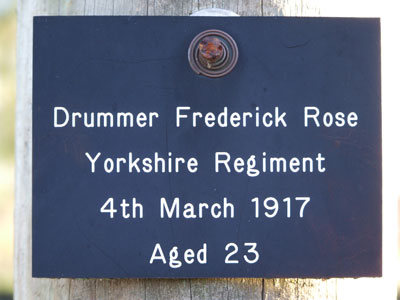 Drummer Frederick Rose
Yorkshire Regiment
4th March 1917
Aged 23